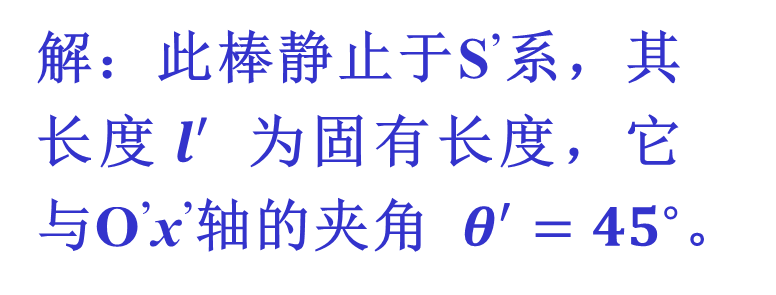 解：此棒静止于S’系，其
长度 l′ 为固有长度，它
与O’x’轴的夹角 θ′ = 45°。